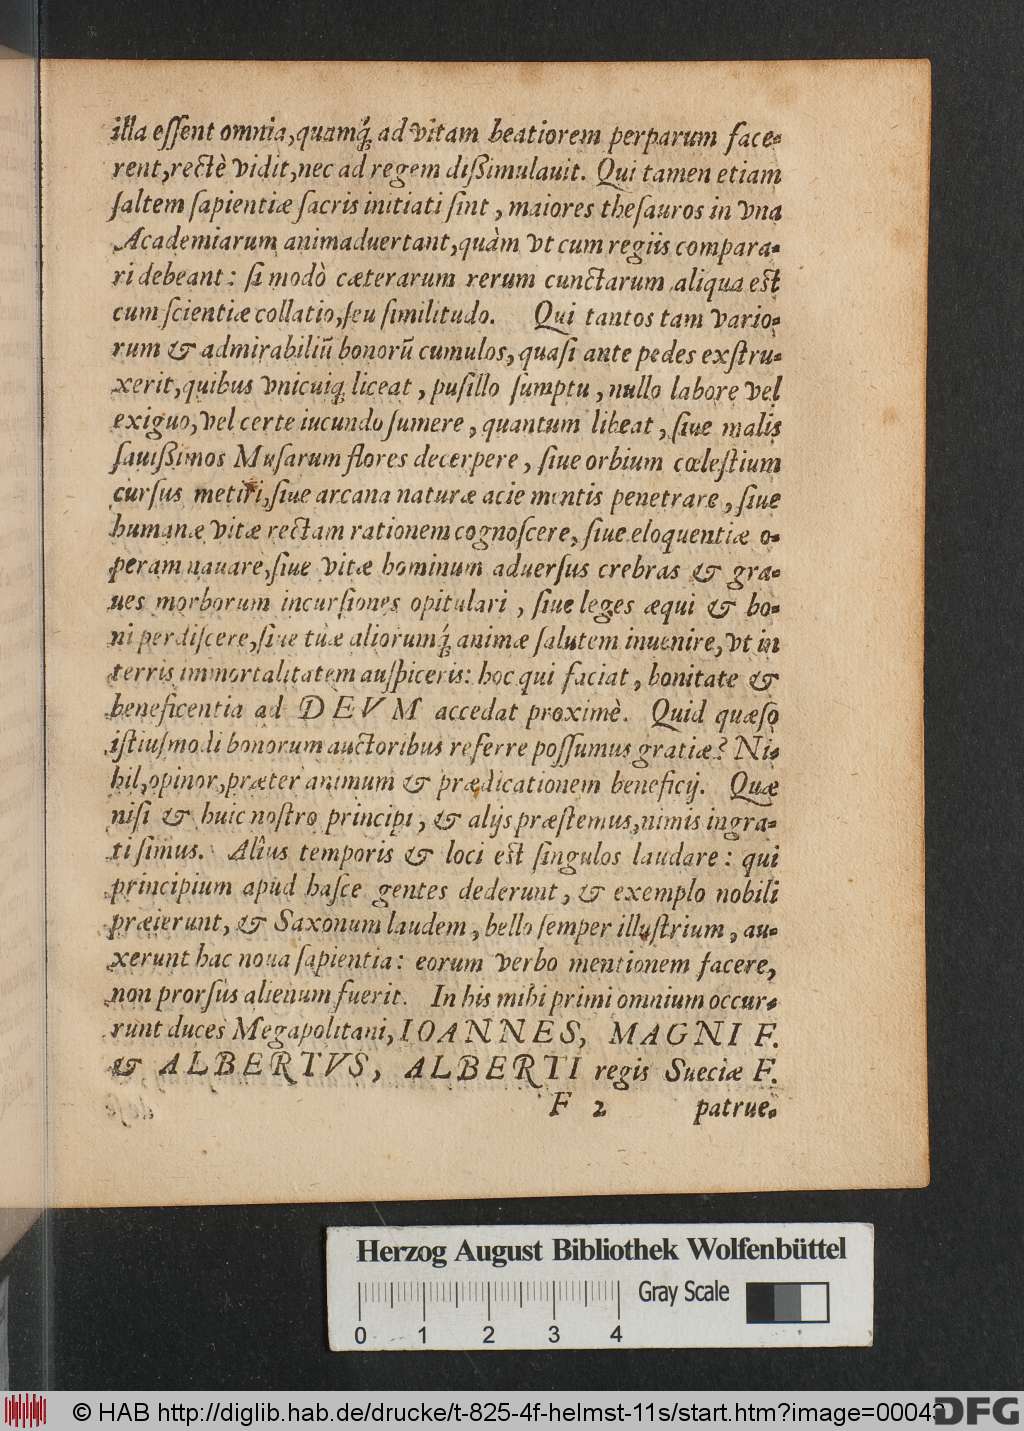 illa eſſent omnia, quamq́; ad vitam beatiorem perparum face-
rent, rectè vidit, nec ad regem diſsimulauit. Qui tamen etiam
ſaltem ſapientiæ ſacris initiati ſint, maiores theſauros in vna
Academiarum animaduertant, quàm vt cum regiis compara-
ri debeant: ſi modò cæterarum rerum cunctarum aliqua eſt
cum ſcientiæ collatio, ſeu ſimilitudo. Qui tantos tam vario-
rum & admirabiliũ bonorũ cumulos, quaſi ante pedes exſtru-
xerit, quibus vnicuiq; liceat, puſillo ſumptu, nullo labore vel
exiguo, vel certe iucundo ſumere, quantum libeat, ſiue malis
ſauiſsimos Muſarum flores decerpere, ſiue orbium cœleſtium
curſus metiri, ſiue arcana naturæ acie mentis penetrare, ſiue
humanæ vitæ rectam rationem cognoſcere, ſiue eloquentiæ o-
peram nauare, ſiue vitæ hominum aduerſus crebras & gra-
ues morborum incurſiones opitulari, ſiue leges æqui & bo-
ni perdiſcere, ſiue tuæ aliorumq́; animæ ſalutem inuenire, vt in
terris immortalitatem auſpiceris: hoc qui faciat, bonitate &
beneficentia ad DEVM accedat proximè. Quid quæſo
iſtiuſmodi bonorum auctoribus referre poſſumus gratiæ? Ni-
hil, opinor, præter animum & prædicationem beneficij. Quæ
niſi & huic noſtro principi, & alijs præſtemus, nimis ingra-
ti ſimus. Alîus temporis & loci eſt ſingulos laudare: qui
principium apud haſce gentes dederunt, & exemplo nobili
præierunt, & Saxonum laudem, bello ſemper illuſtrium, au-
xerunt hac noua ſapientia: eorum verbo mentionem facere,
non prorſus alienum fuerit. In his mihi primi omnium occur-
runt duces Megapolitani, IOANNES, MAGNI F.
& ALBERTVS, ALBERTI regis Sueciæ F.
F 2 patrue-
Herzog August Bibliothek Wolfenbüttel
Gray Scale
0 1 2 3 4
© HAB http://diglib.hab.de/drucke/t-825-4f-helmst-11s/start.htm?image=00043
DFG